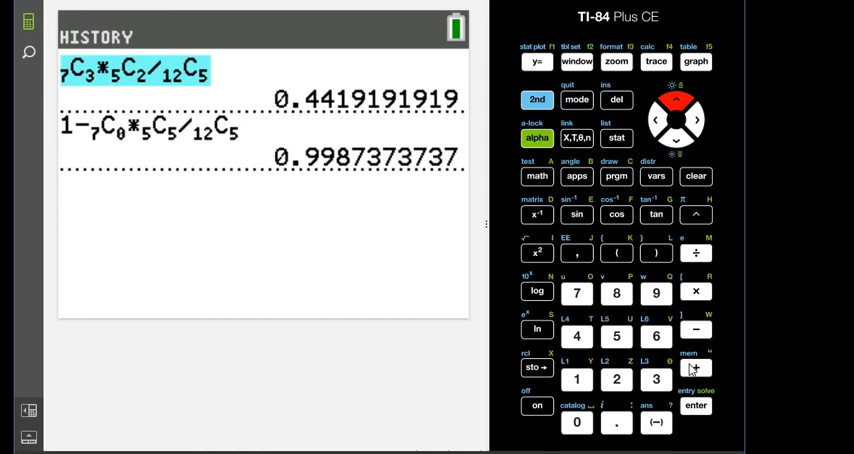 TI-84 Plus CE
HISTORY
₇C₃*₅C₂/₁₂C₅
0.4419191919
1-₇C₀*₅C₅/₁₂C₅
0.9987373737
stat plot f1 tbl set f2 format f3 calc f4 table f5
y= window zoom trace graph
quit ins
2nd mode del
a-lock link list
alpha X,T,θ,n stat
test A angle B draw C distr
math apps prgm vars clear
matrix D sin⁻¹ E cos⁻¹ F tan⁻¹ G π H
x⁻¹ sin cos tan ^
√ I EE J { K } L e M
x² , ( ) ÷
10ˣ N u O v P w Q [ R
log 7 8 9 ×
eˣ S L4 T L5 U L6 V ] W
ln 4 5 6 −
rcl X L1 Y L2 Z L3 θ mem "
sto→ 1 2 3 +
off catalog ⎵ i : ans ? entry solve
on 0 . (−) enter